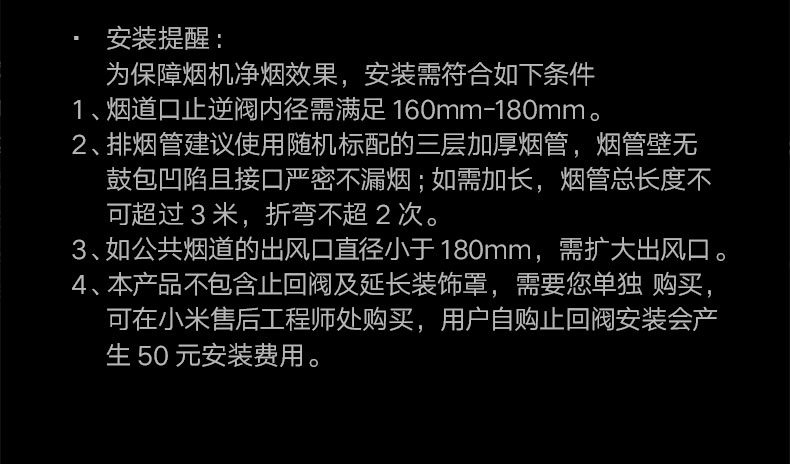 · 安装提醒：
为保障烟机净烟效果，安装需符合如下条件
1、烟道口止逆阀内径需满足 160mm-180mm。
2、排烟管建议使用随机标配的三层加厚烟管，烟管壁无
鼓包凹陷且接口严密不漏烟；如需加长，烟管总长度不
可超过 3 米，折弯不超 2 次。
3、如公共烟道的出风口直径小于180mm，需扩大出风口。
4、本产品不包含止回阀及延长装饰罩，需要您单独 购买，
可在小米售后工程师处购买，用户自购止回阀安装会产
生 50 元安装费用。